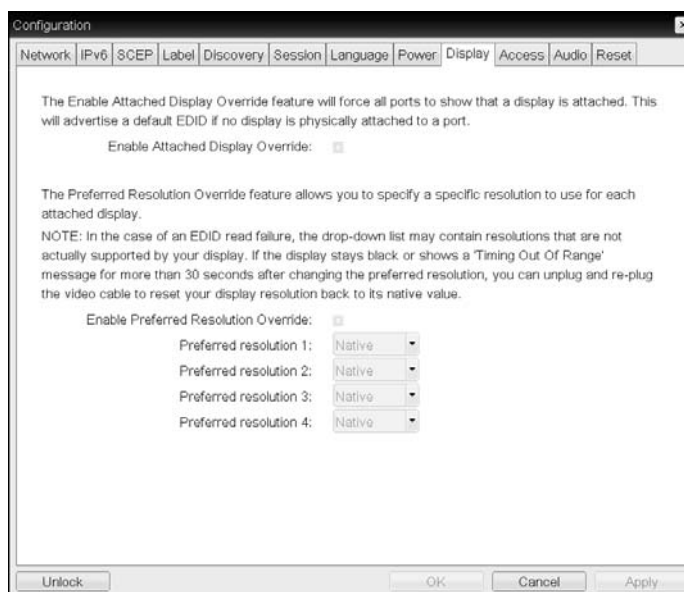 Configuration
Network IPv6 SCEP Label Discovery Session Language Power Display Access Audio Reset
The Enable Attached Display Override feature will force all ports to show that a display is attached. This
will advertise a default EDID if no display is physically attached to a port.
Enable Attached Display Override:
The Preferred Resolution Override feature allows you to specify a specific resolution to use for each
attached display.
NOTE: In the case of an EDID read failure, the drop-down list may contain resolutions that are not
actually supported by your display. If the display stays black or shows a 'Timing Out Of Range'
message for more than 30 seconds after changing the preferred resolution, you can unplug and re-plug
the video cable to reset your display resolution back to its native value.
Enable Preferred Resolution Override:
Preferred resolution 1: Native
Preferred resolution 2: Native
Preferred resolution 3: Native
Preferred resolution 4: Native
Unlock OK Cancel Apply